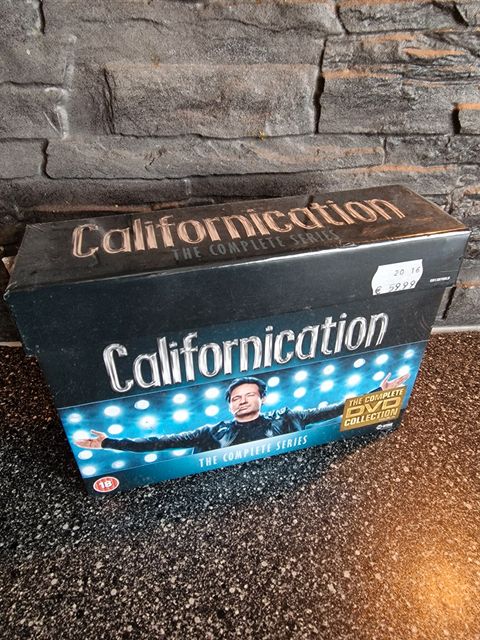 Californication
THE COMPLETE SERIES
20 16
€ 59.99
Californication
THE COMPLETE
DVD
COLLECTION
THE COMPLETE SERIES
18